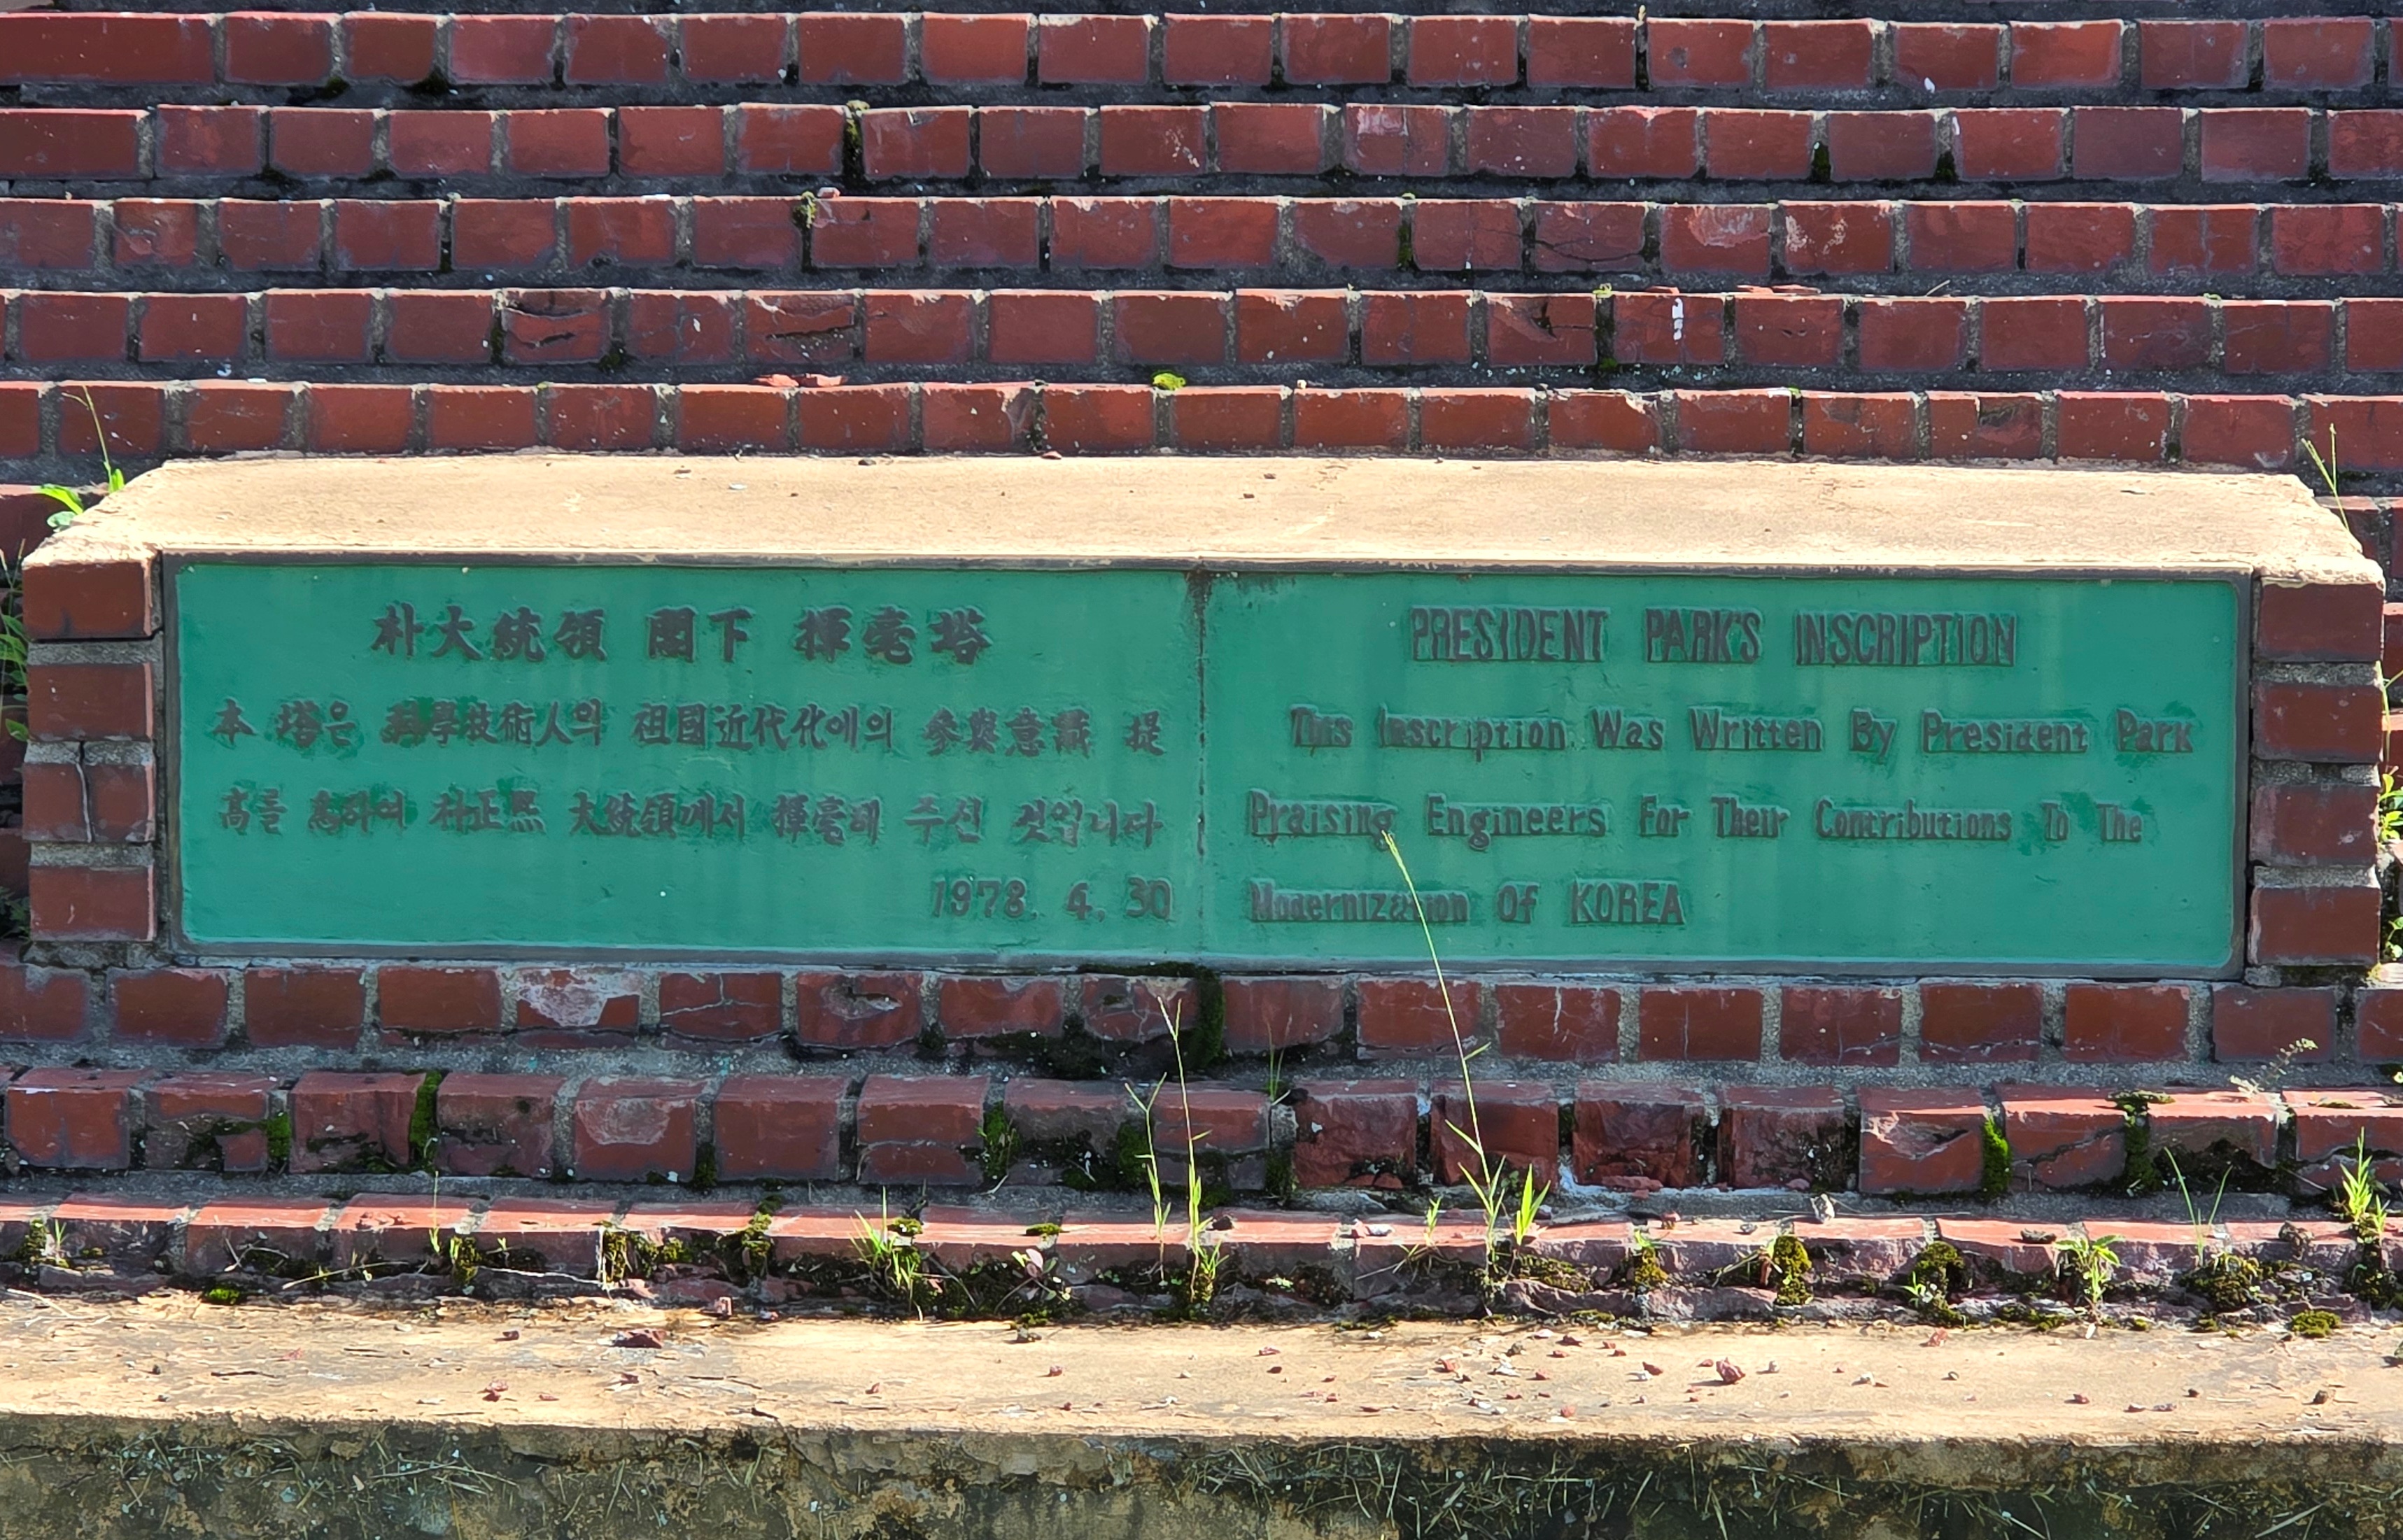 朴大統領 閣下 揮毫塔
本 塔은 科學技術人의 祖國近代化에의 參與意識 提
高를 爲하여 朴正熙 大統領께서 揮毫해 주신 것입니다
1978. 4. 30
PRESIDENT PARK'S INSCRIPTION
This Inscription Was Written By President Park
Praising Engineers For Their Contributions To The
Modernization Of KOREA